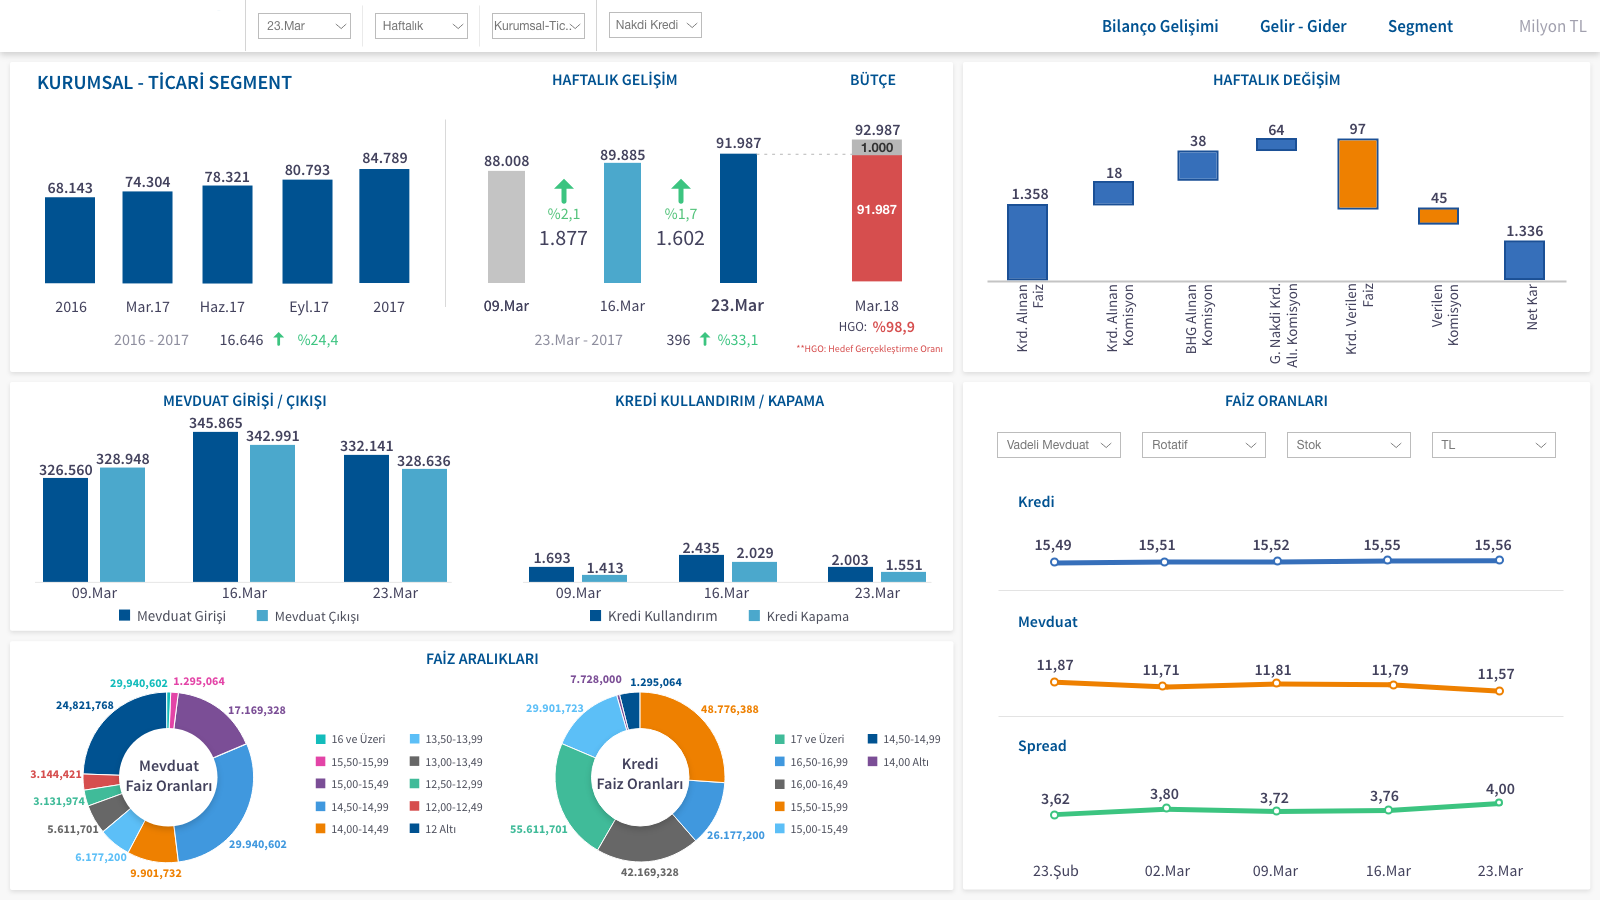 23.Mar
Haftalık
Kurumsal-Tic..
Nakdi Kredi
Bilanço Gelişimi
Gelir - Gider
Segment
Milyon TL
KURUMSAL - TİCARİ SEGMENT
68.143
74.304
78.321
80.793
84.789
2016
Mar.17
Haz.17
Eyl.17
2017
2016 - 2017
16.646
%24,4
HAFTALIK GELİŞİM
88.008
89.885
91.987
%2,1
1.877
%1,7
1.602
09.Mar
16.Mar
23.Mar
23.Mar - 2017
396
%33,1
BÜTÇE
92.987
1.000
91.987
Mar.18
HGO: %98,9
**HGO: Hedef Gerçekleştirme Oranı
HAFTALIK DEĞİŞİM
1.358
18
38
64
97
45
1.336
Krd. Alınan
Faiz
Krd. Alınan
Komisyon
BHG Alınan
Komisyon
G. Nakdi Krd.
Alı. Komisyon
Krd. Verilen
Faiz
Verilen
Komisyon
Net Kar
MEVDUAT GİRİŞİ / ÇIKIŞI
326.560
328.948
345.865
342.991
332.141
328.636
09.Mar
16.Mar
23.Mar
Mevduat Girişi
Mevduat Çıkışı
KREDİ KULLANDIRIM / KAPAMA
1.693
1.413
2.435
2.029
2.003
1.551
09.Mar
16.Mar
23.Mar
Kredi Kullandırım
Kredi Kapama
FAİZ ORANLARI
Vadeli Mevduat
Rotatif
Stok
TL
Kredi
15,49
15,51
15,52
15,55
15,56
Mevduat
11,87
11,71
11,81
11,79
11,57
Spread
3,62
3,80
3,72
3,76
4,00
23.Şub
02.Mar
09.Mar
16.Mar
23.Mar
FAİZ ARALIKLARI
29,940,602
1.295,064
24,821,768
17.169,328
3.144,421
3.131,974
5.611,701
6.177,200
9.901,732
29.940,602
Mevduat
Faiz Oranları
16 ve Üzeri
15,50-15,99
15,00-15,49
14,50-14,99
14,00-14,49
13,50-13,99
13,00-13,49
12,50-12,99
12,00-12,49
12 Altı
7.728,000
1.295,064
29.901,723
48.776,388
55.611,701
26.177,200
42.169,328
Kredi
Faiz Oranları
17 ve Üzeri
16,50-16,99
16,00-16,49
15,50-15,99
15,00-15,49
14,50-14,99
14,00 Altı